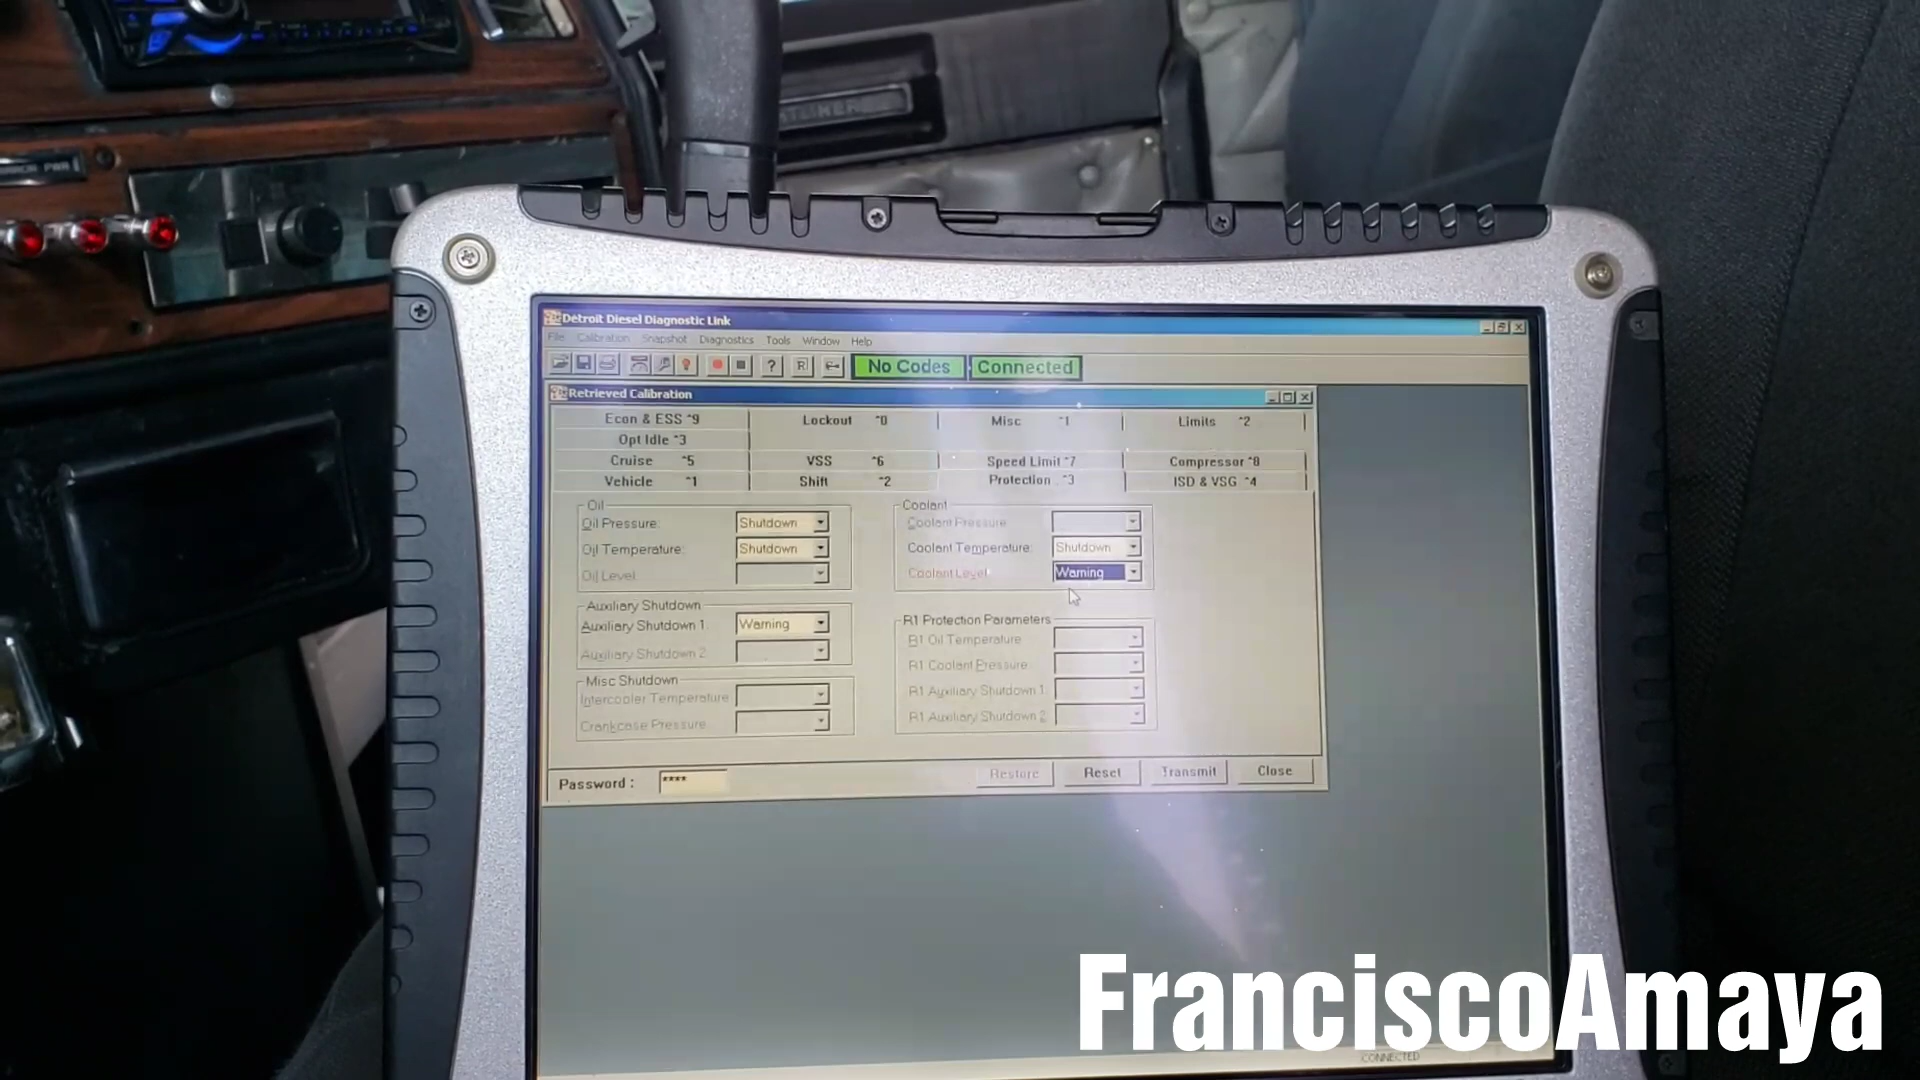 Detroit Diesel Diagnostic Link
File Calibration Snapshot Diagnostics Tools Window Help
No Codes Connected
Retrieved Calibration
Econ & ESS ^9 Lockout ^0 Misc ^1 Limits ^2
Opt Idle ^3
Cruise ^5 VSS ^6 Speed Limit ^7 Compressor ^8
Vehicle ^1 Shift ^2 Protection ^3 ISD & VSG ^4
Oil
Oil Pressure: Shutdown
Oil Temperature: Shutdown
Oil Level:
Coolant
Coolant Pressure:
Coolant Temperature: Shutdown
Coolant Level: Warning
Auxiliary Shutdown
Auxiliary Shutdown 1: Warning
Auxiliary Shutdown 2:
Misc Shutdown
Intercooler Temperature
Crankcase Pressure:
R1 Protection Parameters
R1 Oil Temperature
R1 Coolant Pressure:
R1 Auxiliary Shutdown 1:
R1 Auxiliary Shutdown 2:
Password : ****
Restore Reset Transmit Close
CONNECTED
FranciscoAmaya